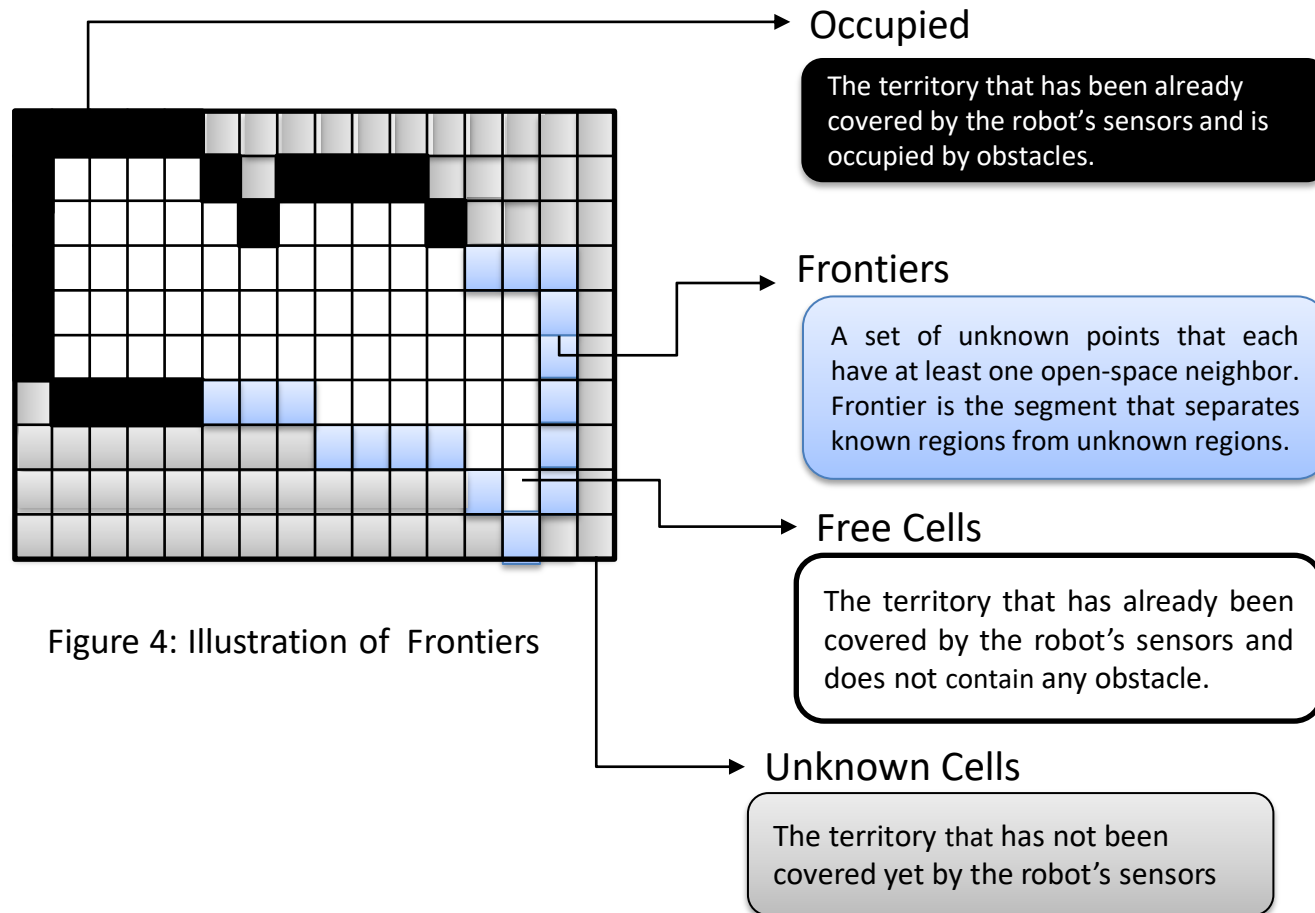 Occupied
The territory that has been already
covered by the robot’s sensors and is
occupied by obstacles.
Frontiers
A set of unknown points that each
have at least one open-space neighbor.
Frontier is the segment that separates
known regions from unknown regions.
Free Cells
The territory that has already been
covered by the robot’s sensors and
does not contain any obstacle.
Figure 4: Illustration of Frontiers
Unknown Cells
The territory that has not been
covered yet by the robot’s sensors